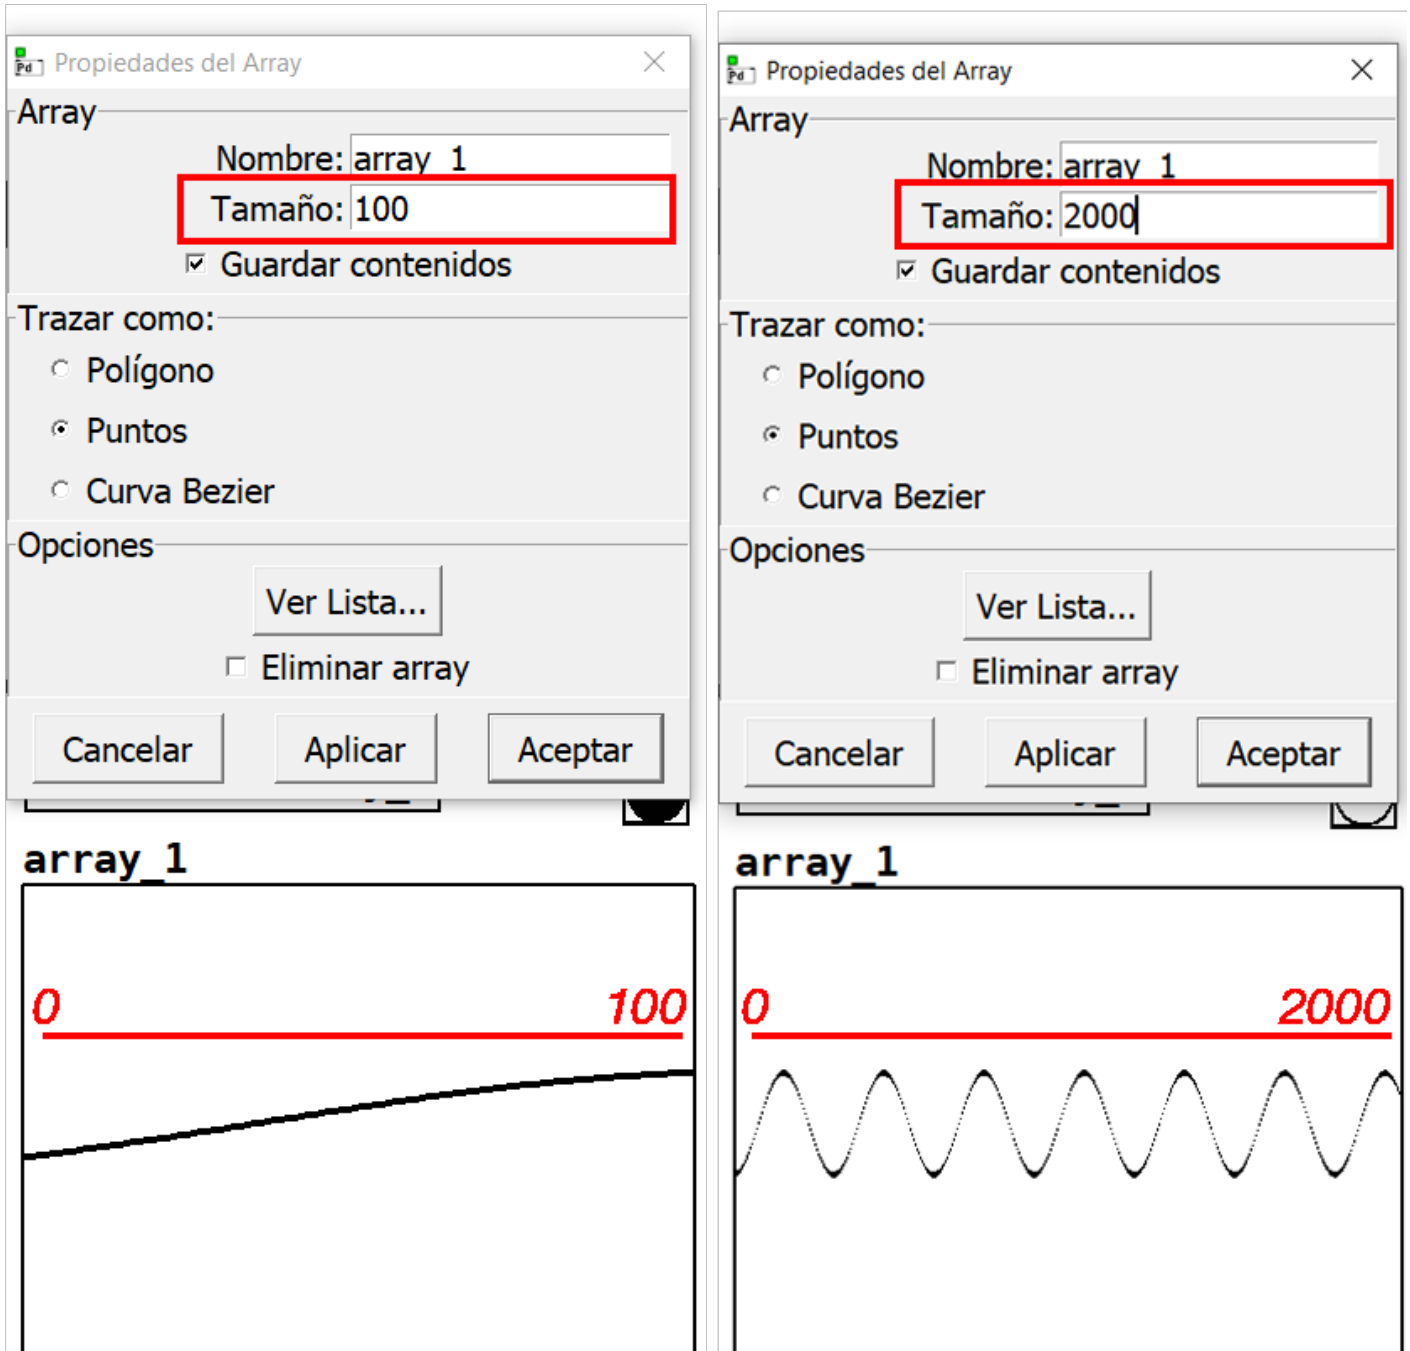 Propiedades del Array
Array
Nombre: array_1
Tamaño: 100
Guardar contenidos
Trazar como:
Polígono
Puntos
Curva Bezier
Opciones
Ver Lista...
Eliminar array
Cancelar Aplicar Aceptar
array_1
0 100
Propiedades del Array
Array
Nombre: array_1
Tamaño: 2000
Guardar contenidos
Trazar como:
Polígono
Puntos
Curva Bezier
Opciones
Ver Lista...
Eliminar array
Cancelar Aplicar Aceptar
array_1
0 2000